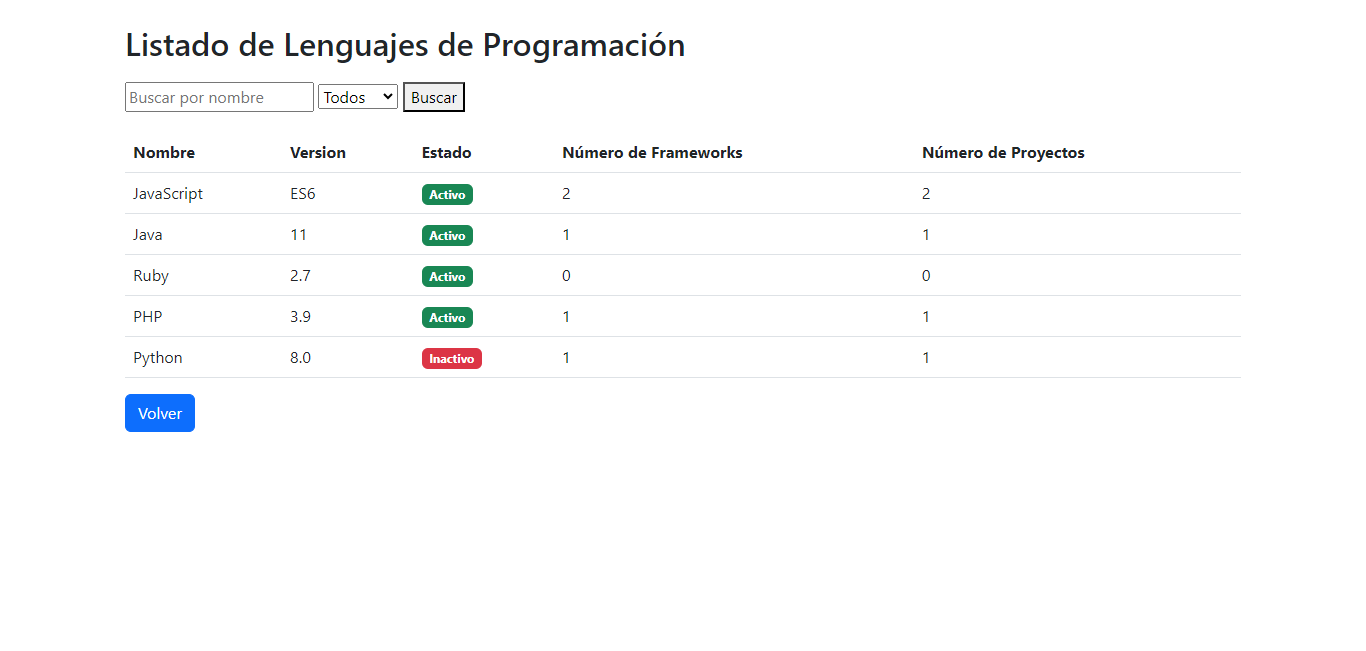 Listado de Lenguajes de Programación
Buscar por nombre Todos Buscar
Nombre Version Estado Número de Frameworks Número de Proyectos
JavaScript ES6 Activo 2 2
Java 11 Activo 1 1
Ruby 2.7 Activo 0 0
PHP 3.9 Activo 1 1
Python 8.0 Inactivo 1 1
Volver